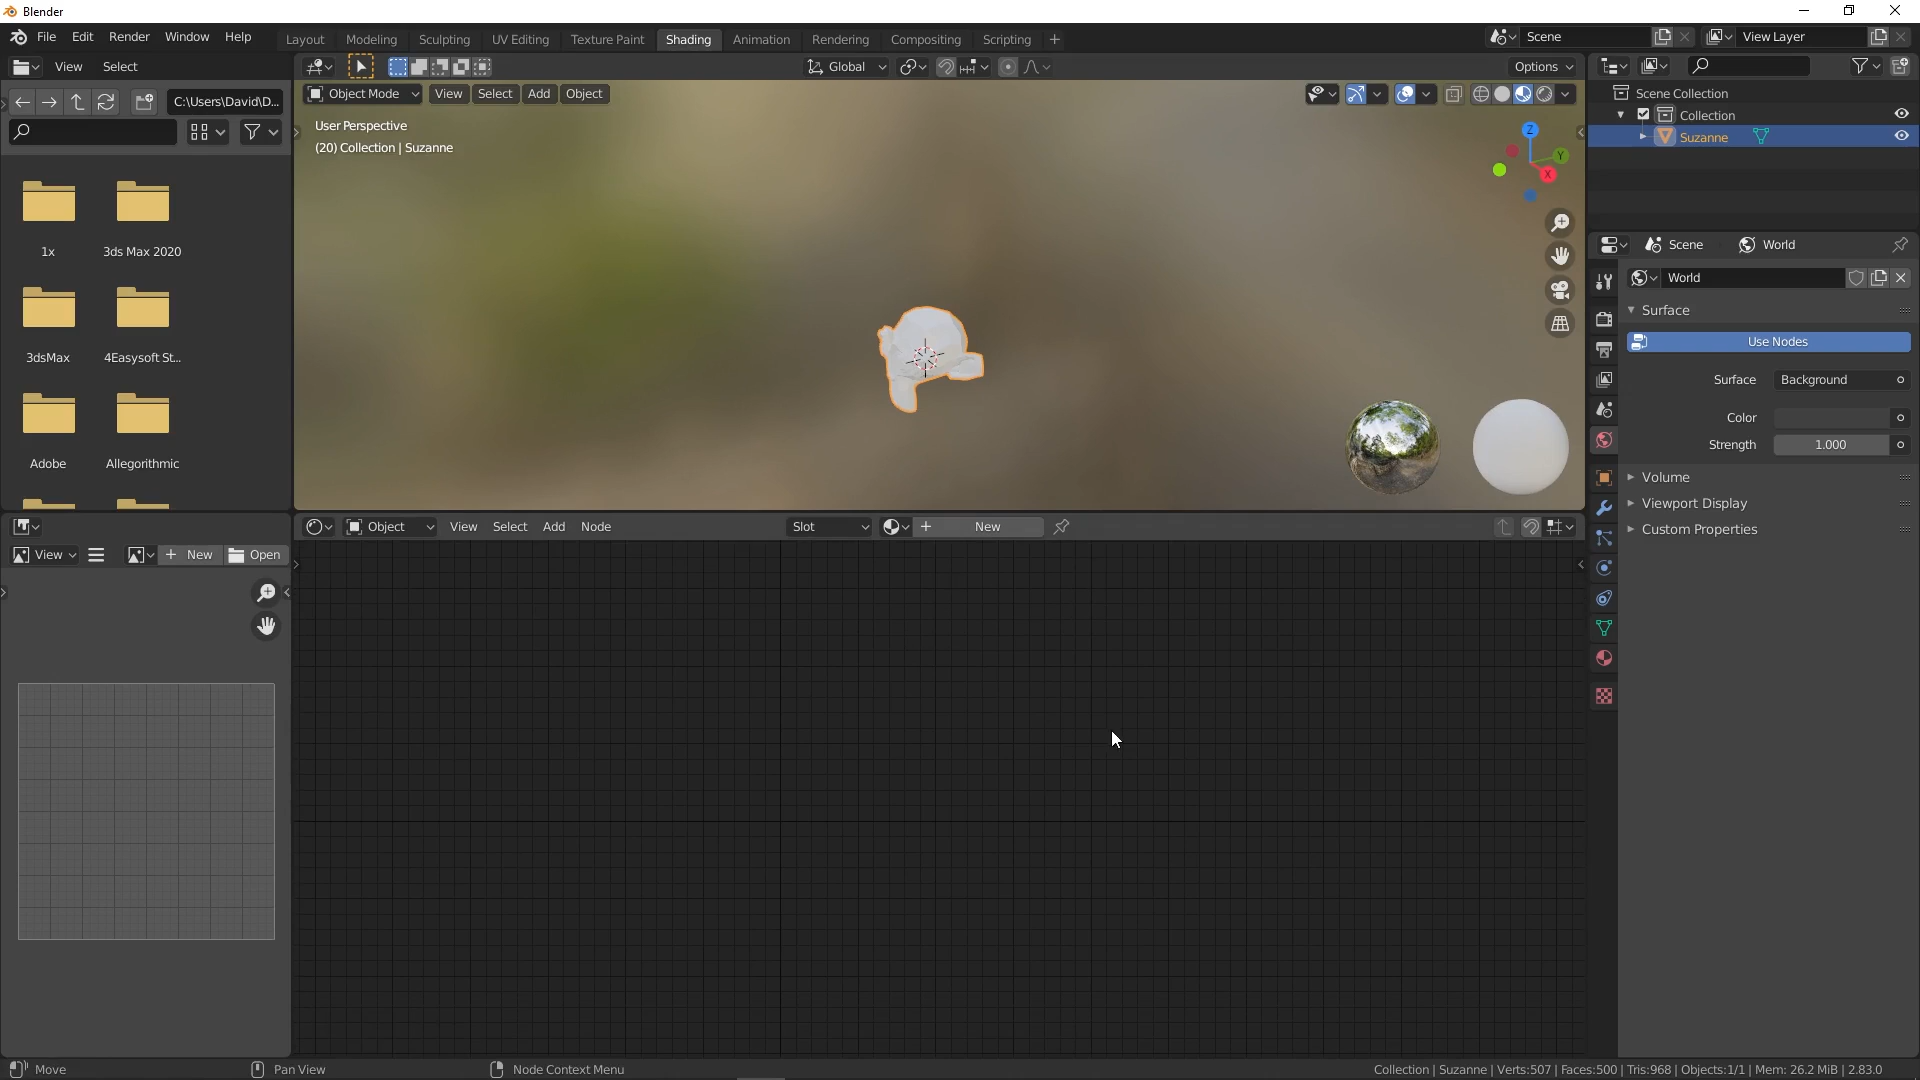 Blender
File Edit Render Window Help Layout Modeling Sculpting UV Editing Texture Paint Shading Animation Rendering Compositing Scripting + Scene View Layer
View Select
Global
Options
C:\Users\David\D...
Object Mode View Select Add Object
User Perspective
(20) Collection | Suzanne
Z
Y
X
1x
3ds Max 2020
3dsMax
4Easysoft St...
Adobe
Allegorithmic
Scene Collection
Collection
Suzanne
Scene World
World
Surface
Use Nodes
Surface Background
Color
Strength 1.000
Volume
Viewport Display
Custom Properties
Object View Select Add Node Slot + New
View + New Open
Move Pan View Node Context Menu Collection | Suzanne | Verts:507 | Faces:500 | Tris:968 | Objects:1/1 | Mem: 26.2 MiB | 2.83.0